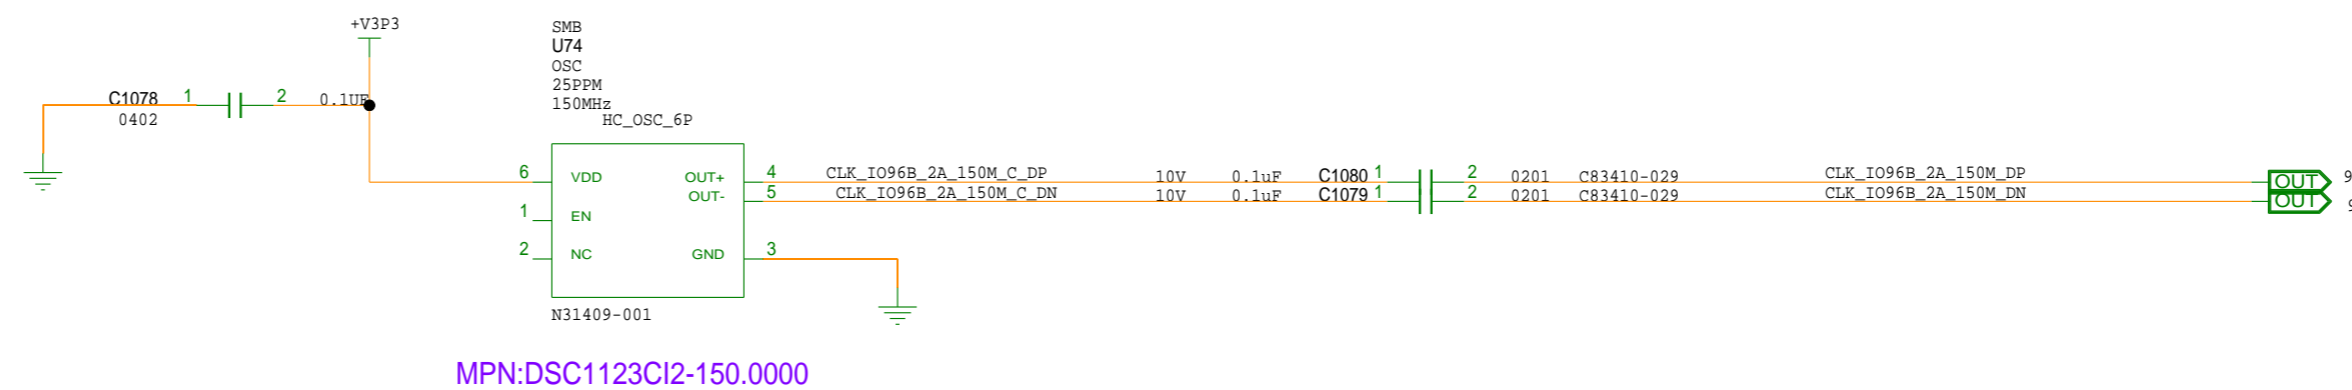 +V3P3
SMB
U74
OSC
25PPM
150MHz
HC_OSC_6P
C1078 1 2 0.1UF
0402
6 VDD OUT+ 4 CLK_IO96B_2A_150M_C_DP 10V 0.1uF C1080 1 2 0201 C83410-029 CLK_IO96B_2A_150M_DP OUT 9
OUT- 5 CLK_IO96B_2A_150M_C_DN 10V 0.1uF C1079 1 2 0201 C83410-029 CLK_IO96B_2A_150M_DN OUT 9
1 EN
2 NC GND 3
N31409-001
MPN:DSC1123CI2-150.0000